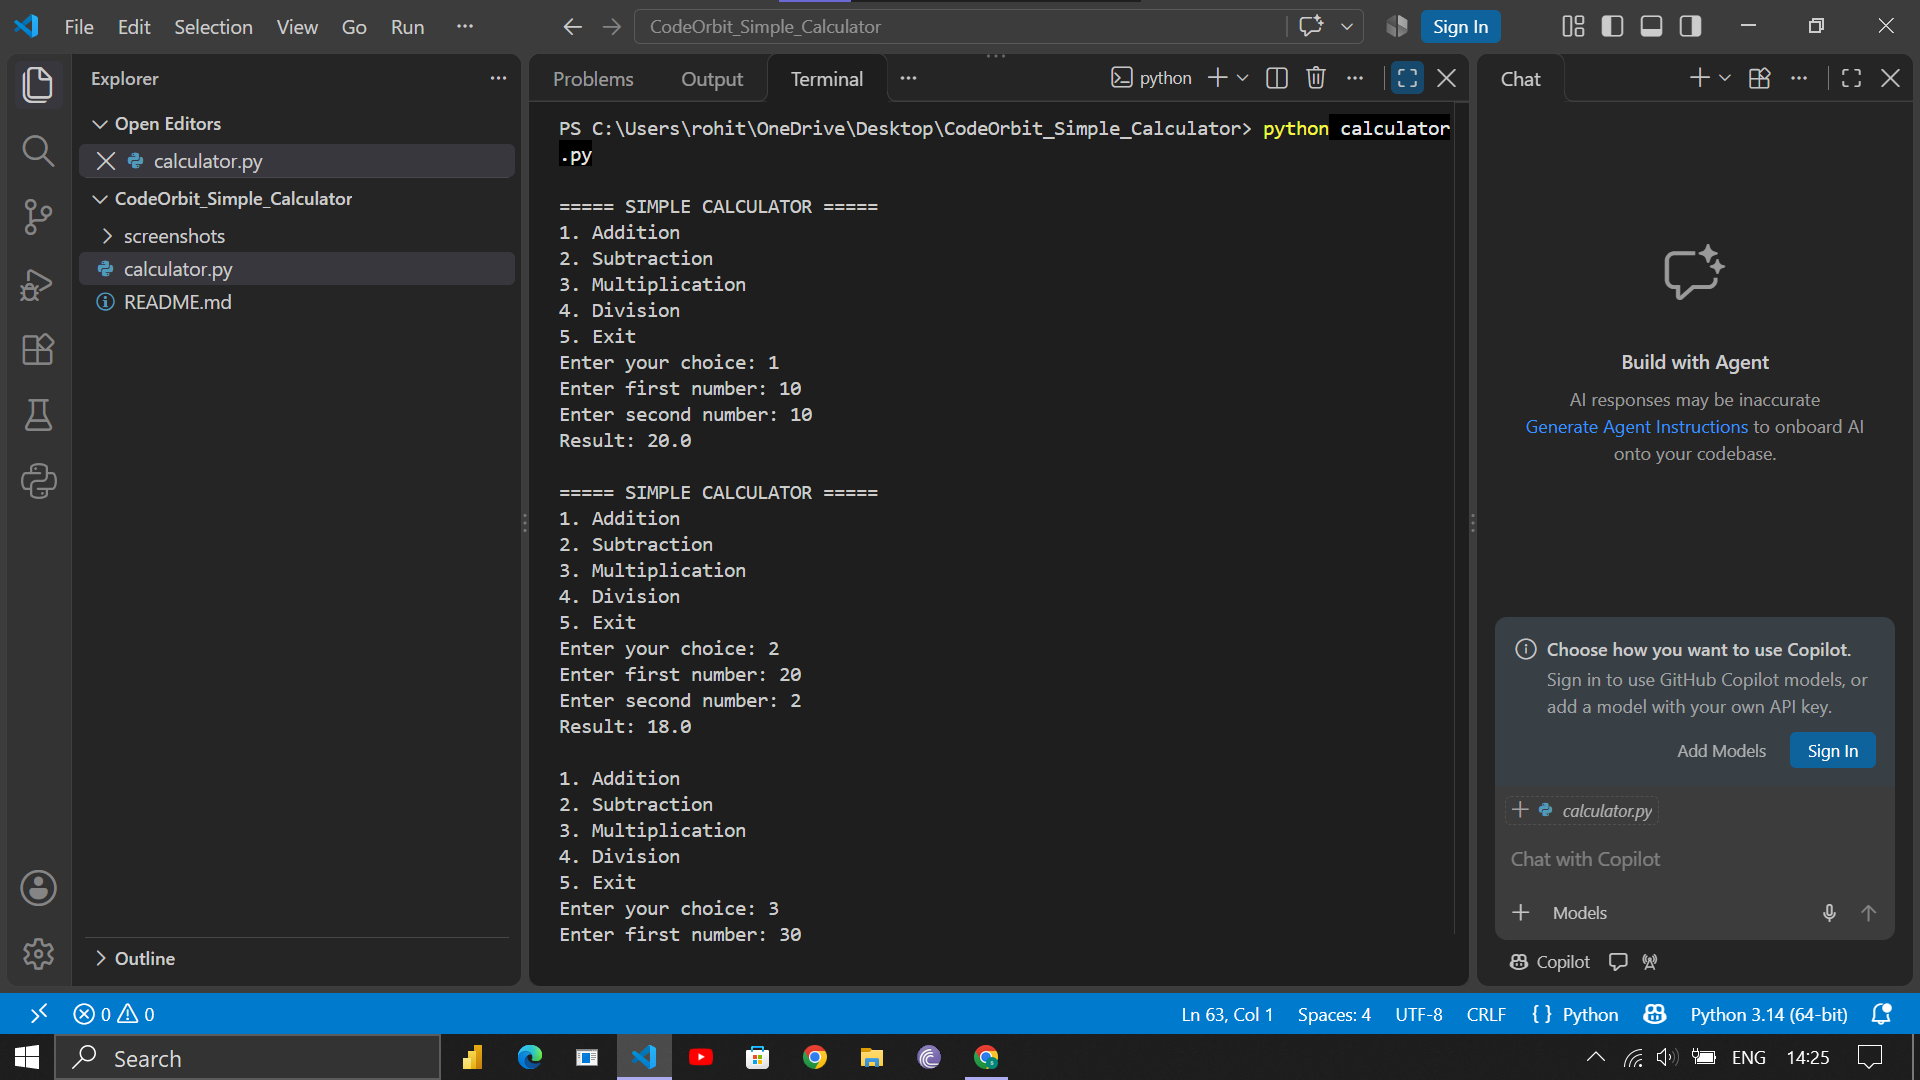 File Edit Selection View Go Run
CodeOrbit_Simple_Calculator
Sign In
Explorer
Open Editors
calculator.py
CodeOrbit_Simple_Calculator
screenshots
calculator.py
README.md
Outline
Problems Output Terminal
python
PS C:\Users\rohit\OneDrive\Desktop\CodeOrbit_Simple_Calculator> python calculator
.py
===== SIMPLE CALCULATOR =====
1. Addition
2. Subtraction
3. Multiplication
4. Division
5. Exit
Enter your choice: 1
Enter first number: 10
Enter second number: 10
Result: 20.0
===== SIMPLE CALCULATOR =====
1. Addition
2. Subtraction
3. Multiplication
4. Division
5. Exit
Enter your choice: 2
Enter first number: 20
Enter second number: 2
Result: 18.0
1. Addition
2. Subtraction
3. Multiplication
4. Division
5. Exit
Enter your choice: 3
Enter first number: 30
Chat
Build with Agent
AI responses may be inaccurate
Generate Agent Instructions to onboard AI
onto your codebase.
Choose how you want to use Copilot.
Sign in to use GitHub Copilot models, or
add a model with your own API key.
Add Models Sign In
calculator.py
Chat with Copilot
Models
Copilot
0 0
Ln 63, Col 1 Spaces: 4 UTF-8 CRLF { } Python Python 3.14 (64-bit)
Search
ENG 14:25